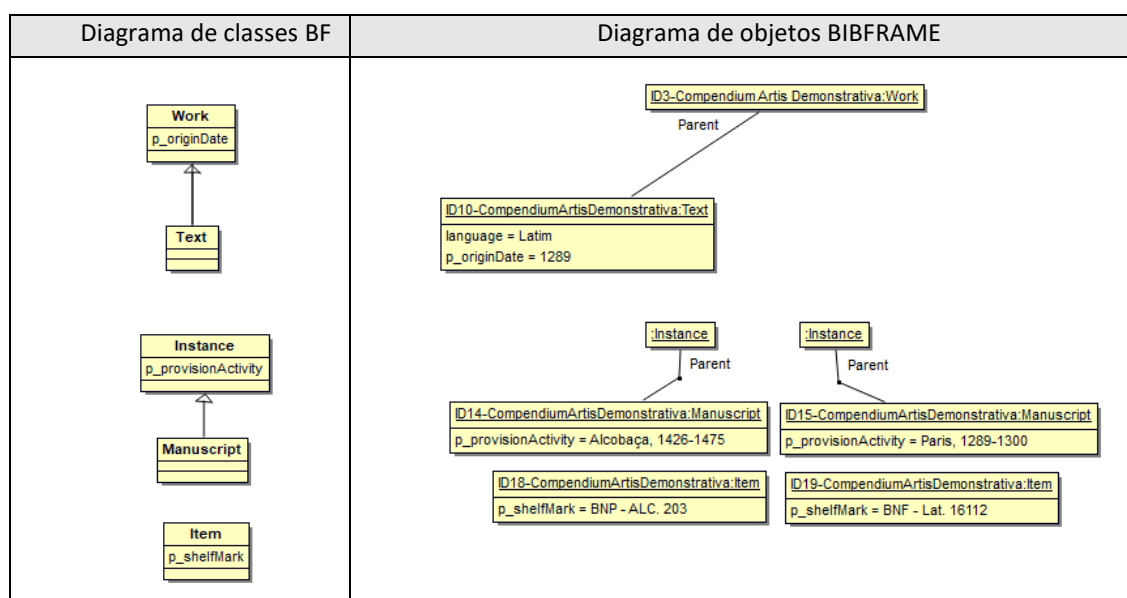 Diagrama de classes BF
Diagrama de objetos BIBFRAME
Work
p_originDate
Text
Instance
p_provisionActivity
Manuscript
Item
p_shelfMark
ID3-Compendium Artis Demonstrativa:Work
Parent
ID10-CompendiumArtisDemonstrativa:Text
language = Latim
p_originDate = 1289
:Instance
:Instance
Parent
Parent
ID14-CompendiumArtisDemonstrativa:Manuscript
p_provisionActivity = Alcobaça, 1426-1475
ID15-CompendiumArtisDemonstrativa:Manuscript
p_provisionActivity = Paris, 1289-1300
ID18-CompendiumArtisDemonstrativa:Item
p_shelfMark = BNP - ALC. 203
ID19-CompendiumArtisDemonstrativa:Item
p_shelfMark = BNF - Lat. 16112